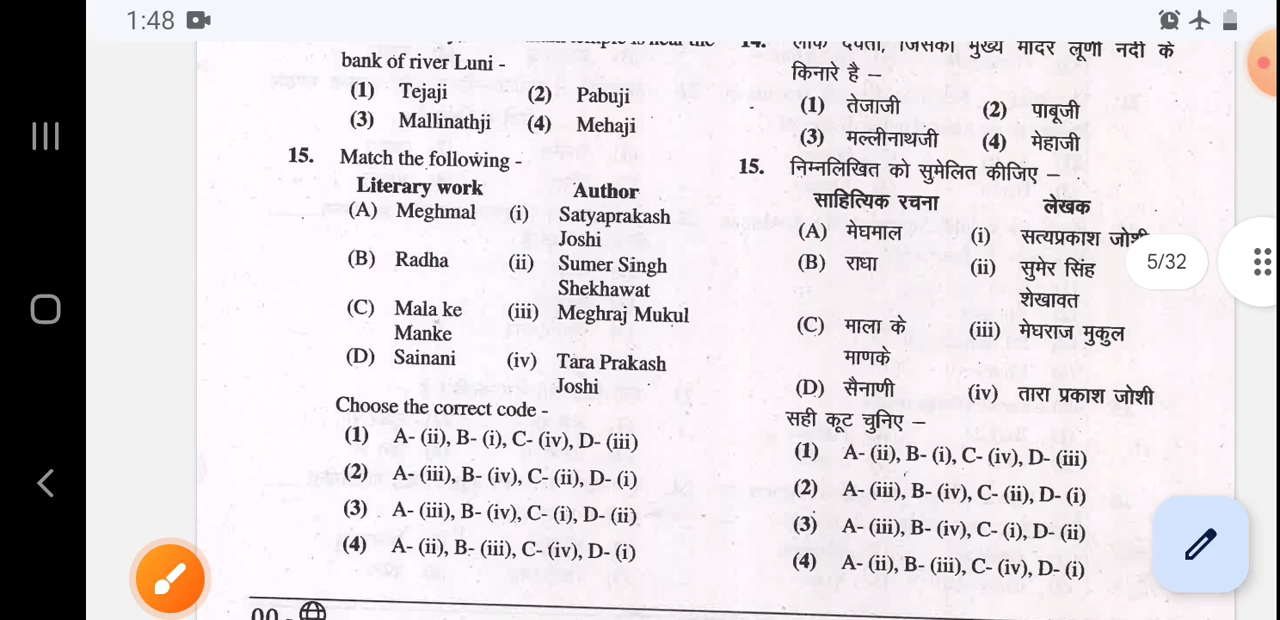 1:48
bank of river Luni -
(1) Tejaji (2) Pabuji
(3) Mallinathji (4) Mehaji
15. Match the following -
Literary work Author
(A) Meghmal (i) Satyaprakash
Joshi
(B) Radha (ii) Sumer Singh
Shekhawat
(C) Mala ke (iii) Meghraj Mukul
Manke
(D) Sainani (iv) Tara Prakash
Joshi
Choose the correct code -
(1) A- (ii), B- (i), C- (iv), D- (iii)
(2) A- (iii), B- (iv), C- (ii), D- (i)
(3) A- (iii), B- (iv), C- (i), D- (ii)
(4) A- (ii), B- (iii), C- (iv), D- (i)
14. लोक देवता, जिसका मुख्य मंदिर लूणी नदी के
किनारे है –
(1) तेजाजी (2) पाबूजी
(3) मल्लीनाथजी (4) मेहाजी
15. निम्नलिखित को सुमेलित कीजिए –
साहित्यिक रचना लेखक
(A) मेघमाल (i) सत्यप्रकाश जोशी
(B) राधा (ii) सुमेर सिंह
शेखावत
(C) माला के (iii) मेघराज मुकुल
माणके
(D) सैनाणी (iv) तारा प्रकाश जोशी
सही कूट चुनिए –
(1) A- (ii), B- (i), C- (iv), D- (iii)
(2) A- (iii), B- (iv), C- (ii), D- (i)
(3) A- (iii), B- (iv), C- (i), D- (ii)
(4) A- (ii), B- (iii), C- (iv), D- (i)
5/32